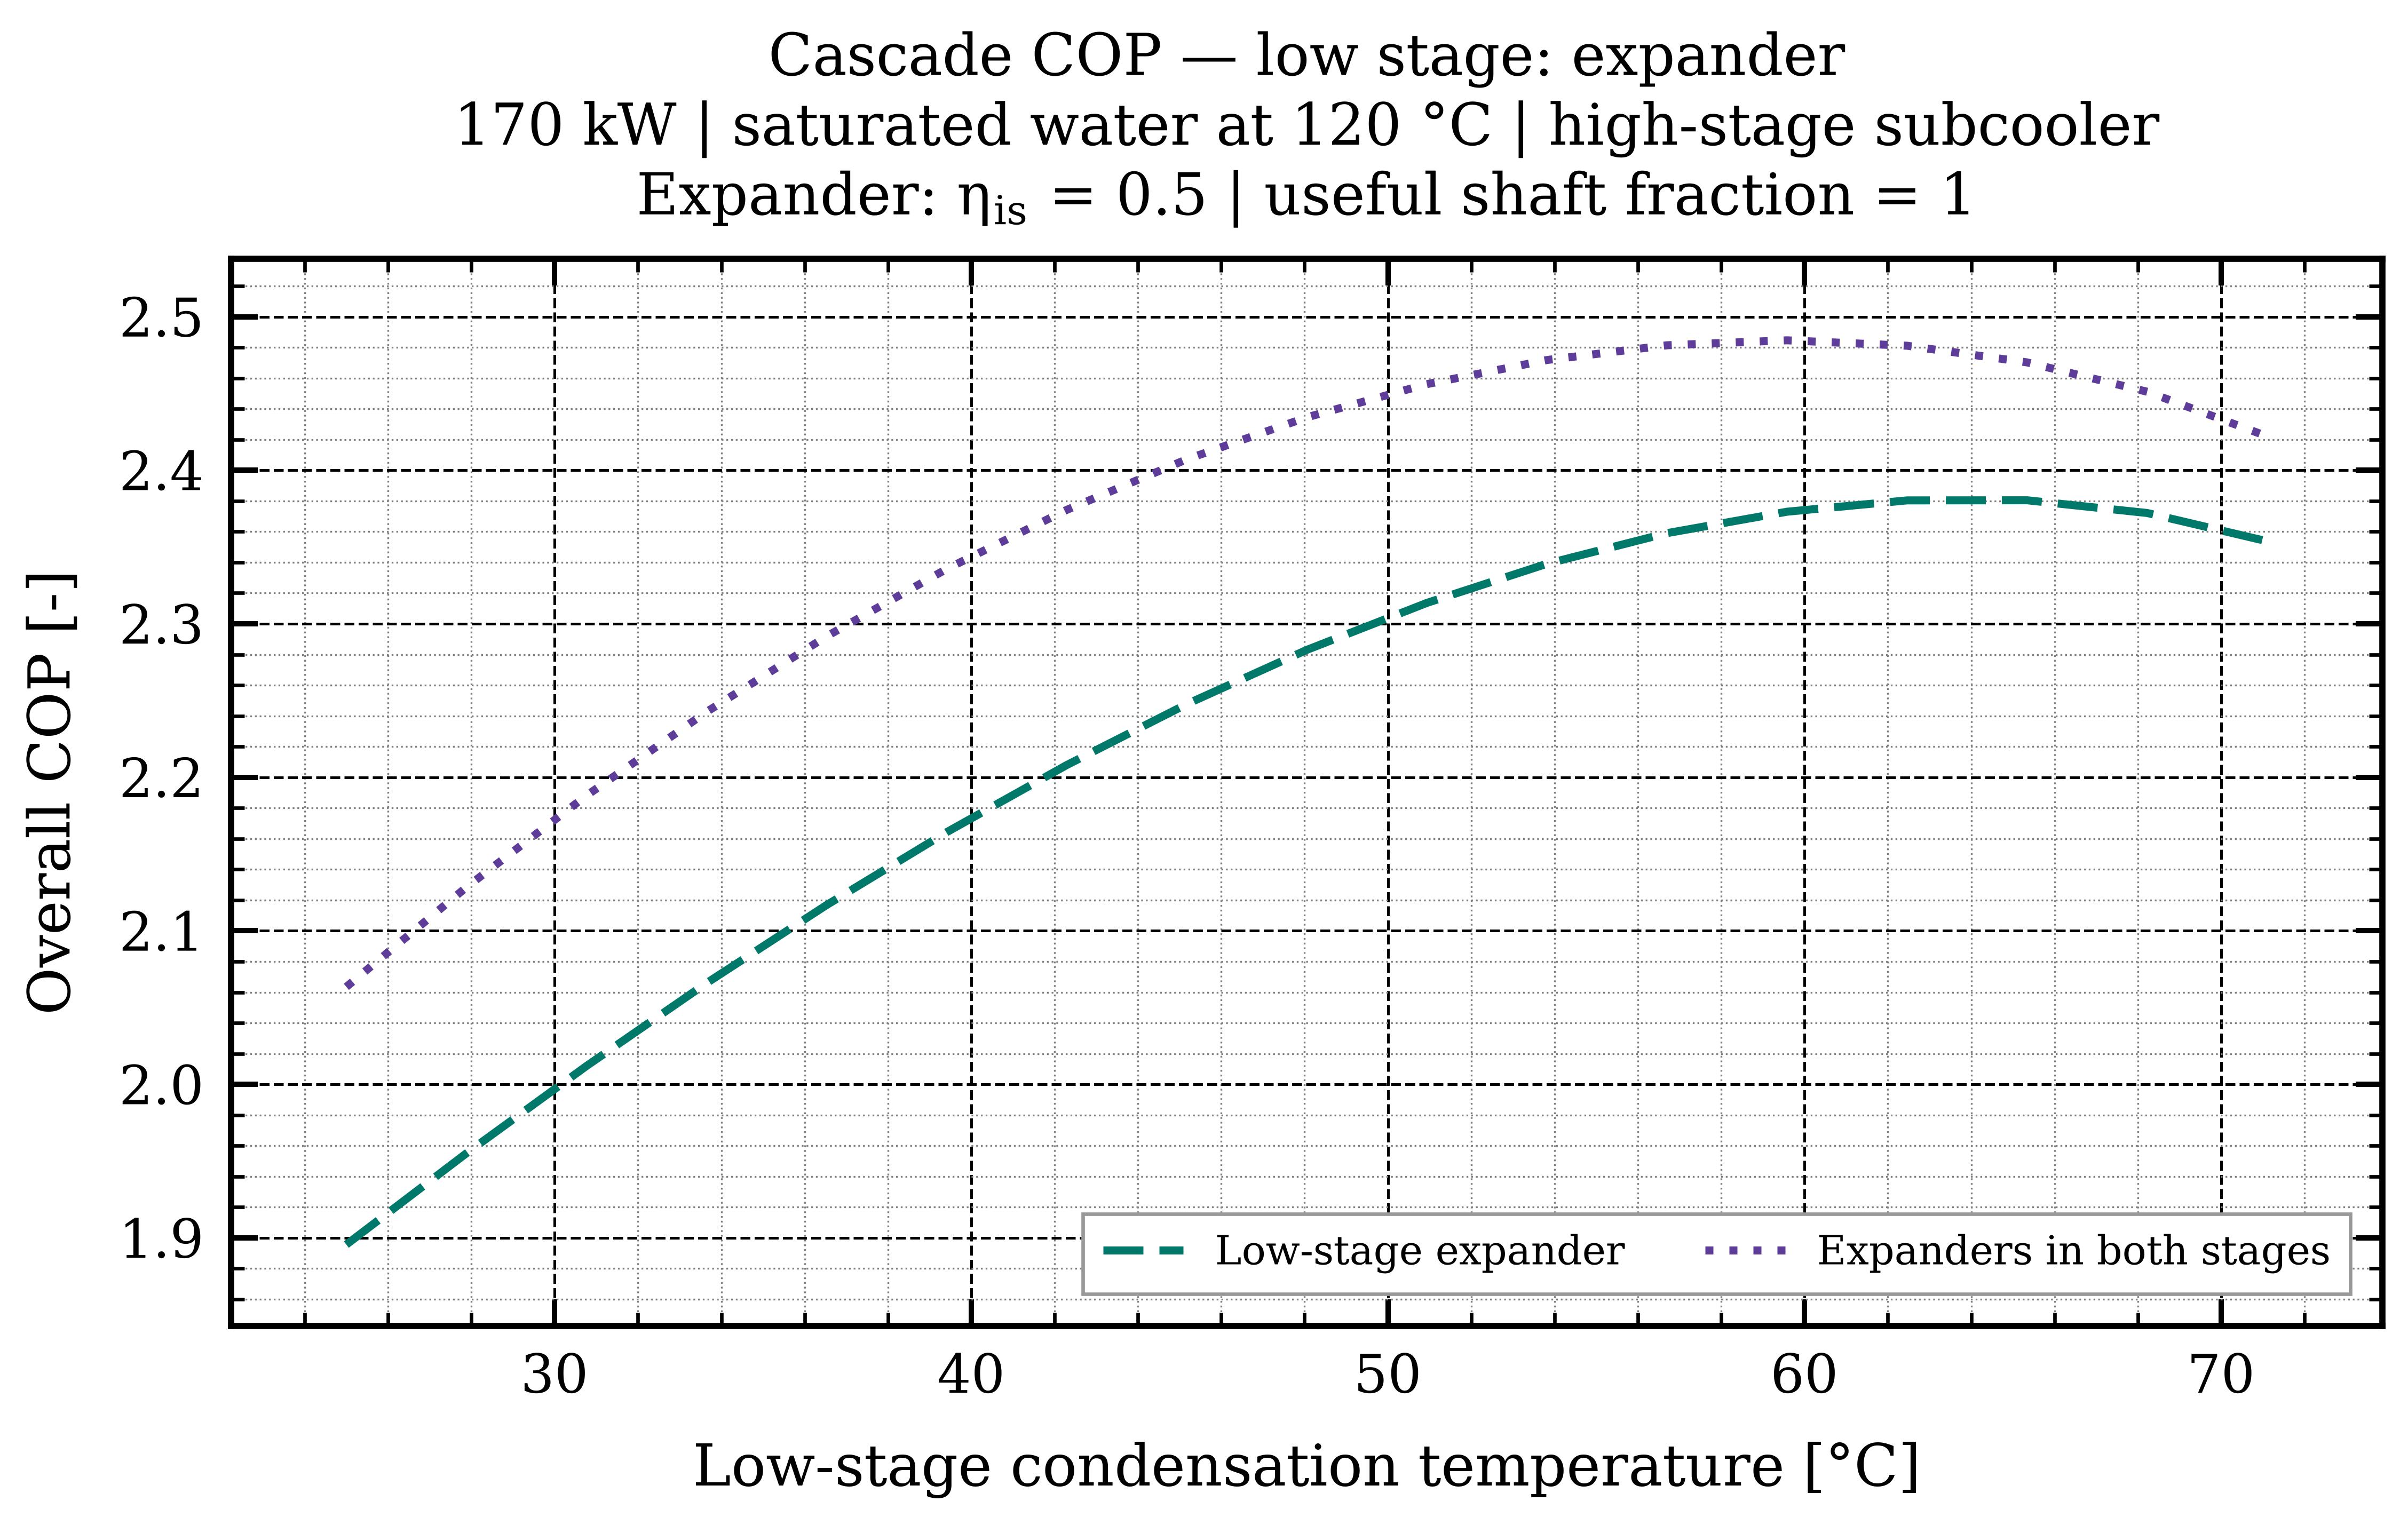 Cascade COP — low stage: expander
170 kW | saturated water at 120 °C | high-stage subcooler
Expander: ηis = 0.5 | useful shaft fraction = 1
Overall COP [-]
2.5
2.4
2.3
2.2
2.1
2.0
1.9
Low-stage expander
Expanders in both stages
30
40
50
60
70
Low-stage condensation temperature [°C]